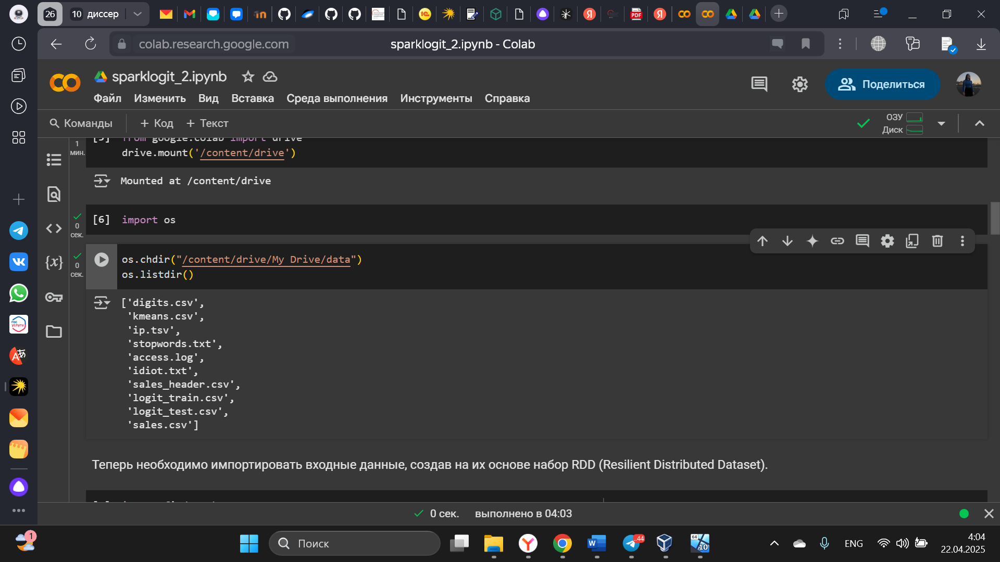 26
10 диссер
colab.research.google.com
sparklogit_2.ipynb - Colab
sparklogit_2.ipynb
Поделиться
Файл Изменить Вид Вставка Среда выполнения Инструменты Справка
Команды + Код + Текст
ОЗУ
Диск
1
мин.
from google.colab import drive
drive.mount('/content/drive')
Mounted at /content/drive
[6] import os
0
сек.
os.chdir("/content/drive/My Drive/data")
os.listdir()
0
сек.
['digits.csv',
'kmeans.csv',
'ip.tsv',
'stopwords.txt',
'access.log',
'idiot.txt',
'sales_header.csv',
'logit_train.csv',
'logit_test.csv',
'sales.csv']
Теперь необходимо импортировать входные данные, создав на их основе набор RDD (Resilient Distributed Dataset).
0 сек. выполнено в 04:03
1
Поиск
ENG
4:04
22.04.2025